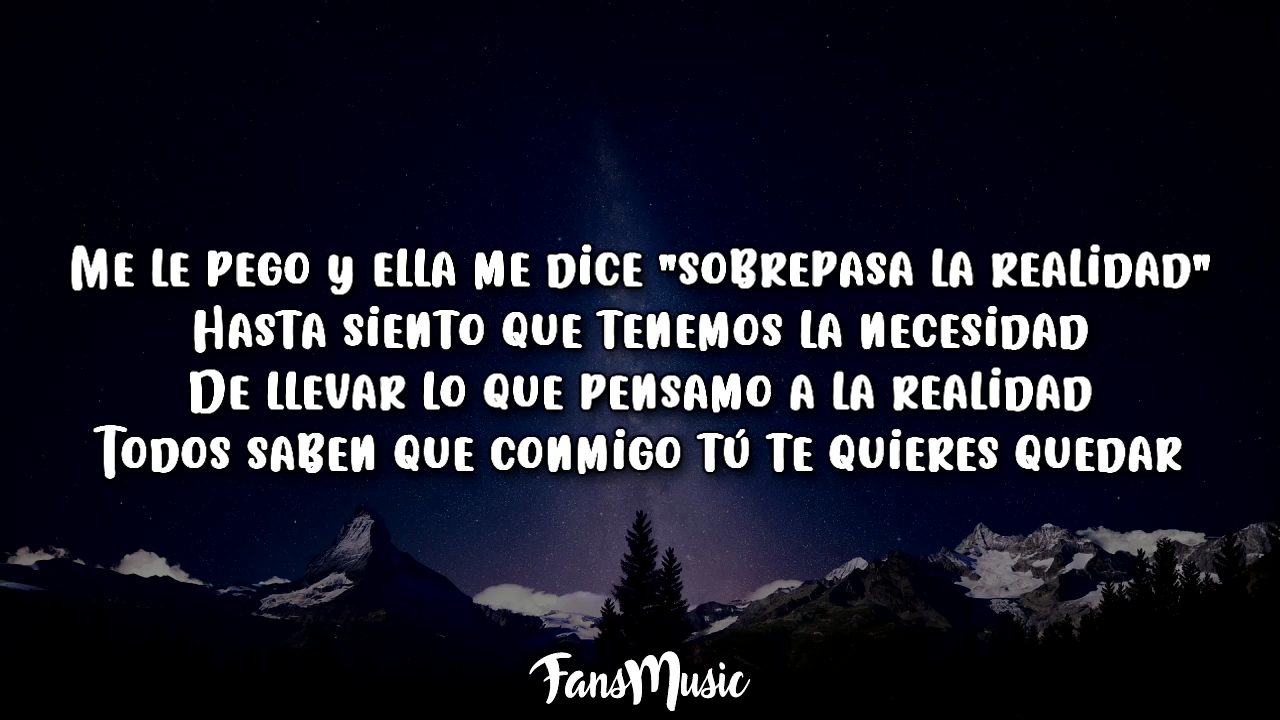 Me le pego y ella me dice "sobrepasa la realidad"
Hasta siento que tenemos la necesidad
De llevar lo que pensamo a la realidad
Todos saben que conmigo tú te quieres quedar
FansMusic